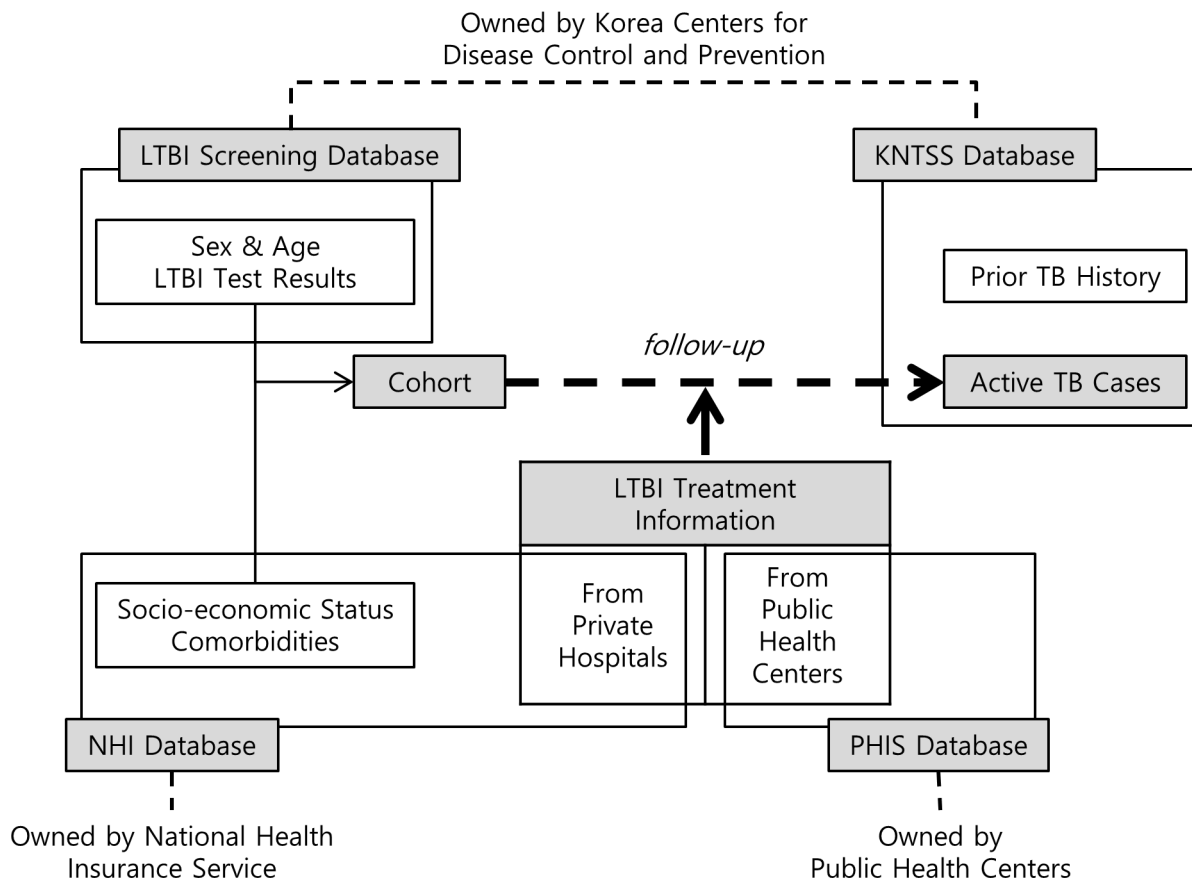 Owned by Korea Centers for
Disease Control and Prevention
LTBI Screening Database
KNTSS Database
Sex & Age
LTBI Test Results
Prior TB History
follow-up
Cohort
Active TB Cases
LTBI Treatment
Information
From
Private
Hospitals
From
Public
Health
Centers
Socio-economic Status
Comorbidities
NHI Database
PHIS Database
Owned by National Health
Insurance Service
Owned by
Public Health Centers